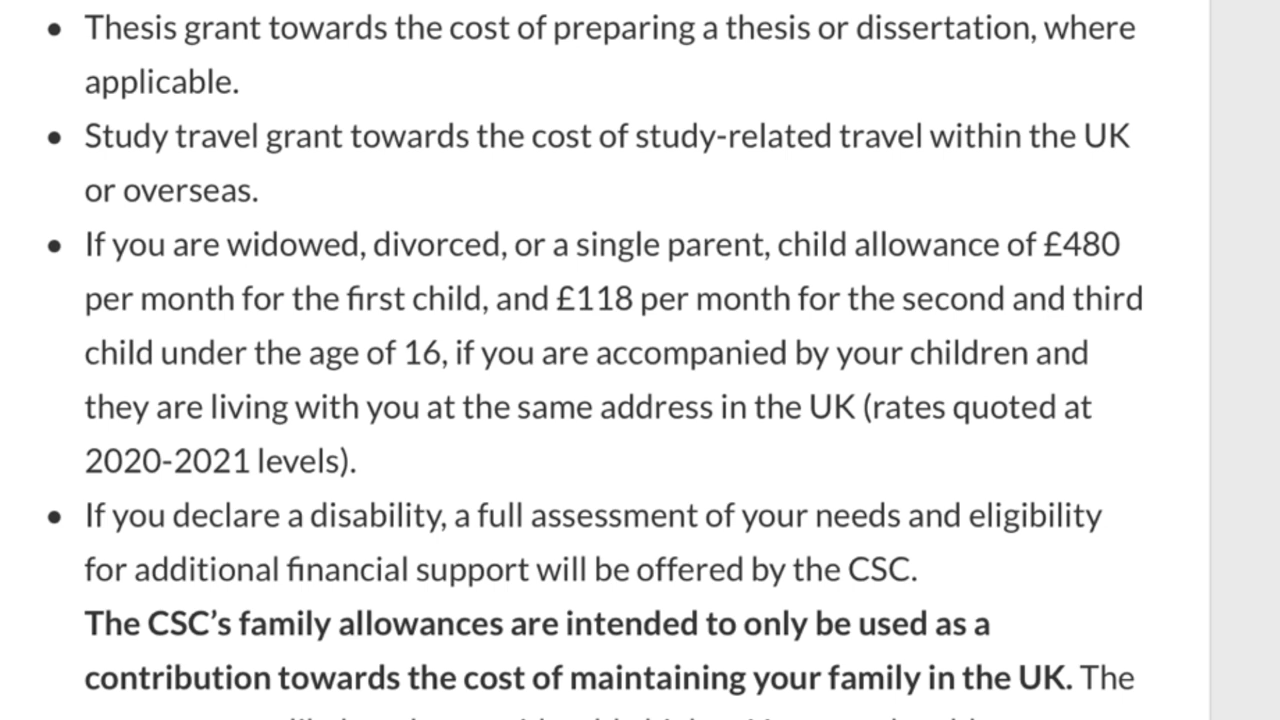 • Thesis grant towards the cost of preparing a thesis or dissertation, where
applicable.
• Study travel grant towards the cost of study-related travel within the UK
or overseas.
• If you are widowed, divorced, or a single parent, child allowance of £480
per month for the first child, and £118 per month for the second and third
child under the age of 16, if you are accompanied by your children and
they are living with you at the same address in the UK (rates quoted at
2020-2021 levels).
• If you declare a disability, a full assessment of your needs and eligibility
for additional financial support will be offered by the CSC.
The CSC’s family allowances are intended to only be used as a
contribution towards the cost of maintaining your family in the UK. The